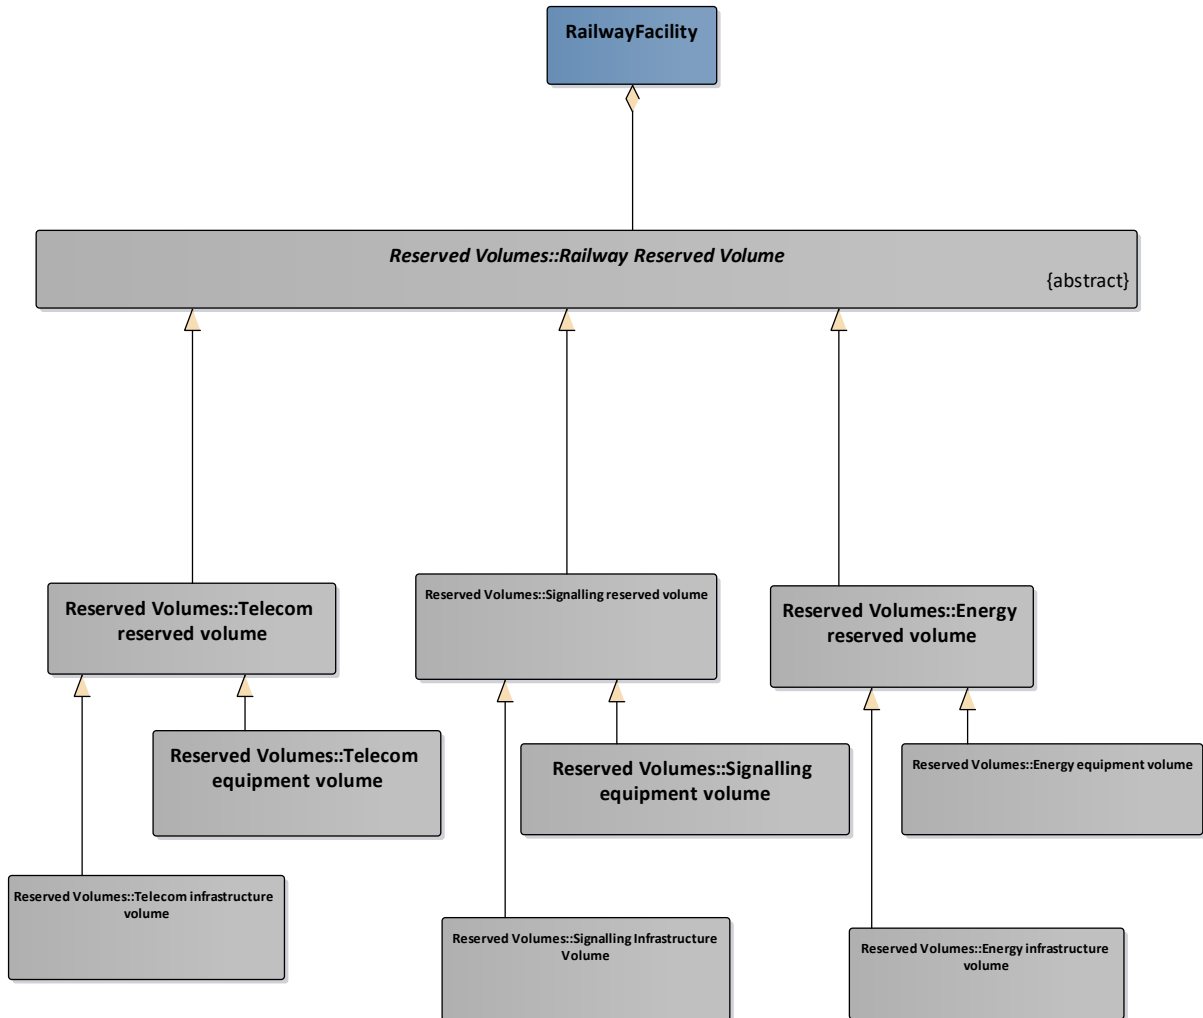 RailwayFacility
Reserved Volumes::Railway Reserved Volume
{abstract}
Reserved Volumes::Telecom
reserved volume
Reserved Volumes::Signalling reserved volume
Reserved Volumes::Energy
reserved volume
Reserved Volumes::Telecom
equipment volume
Reserved Volumes::Signalling
equipment volume
Reserved Volumes::Energy equipment volume
Reserved Volumes::Telecom infrastructure
volume
Reserved Volumes::Signalling Infrastructure
Volume
Reserved Volumes::Energy infrastructure
volume